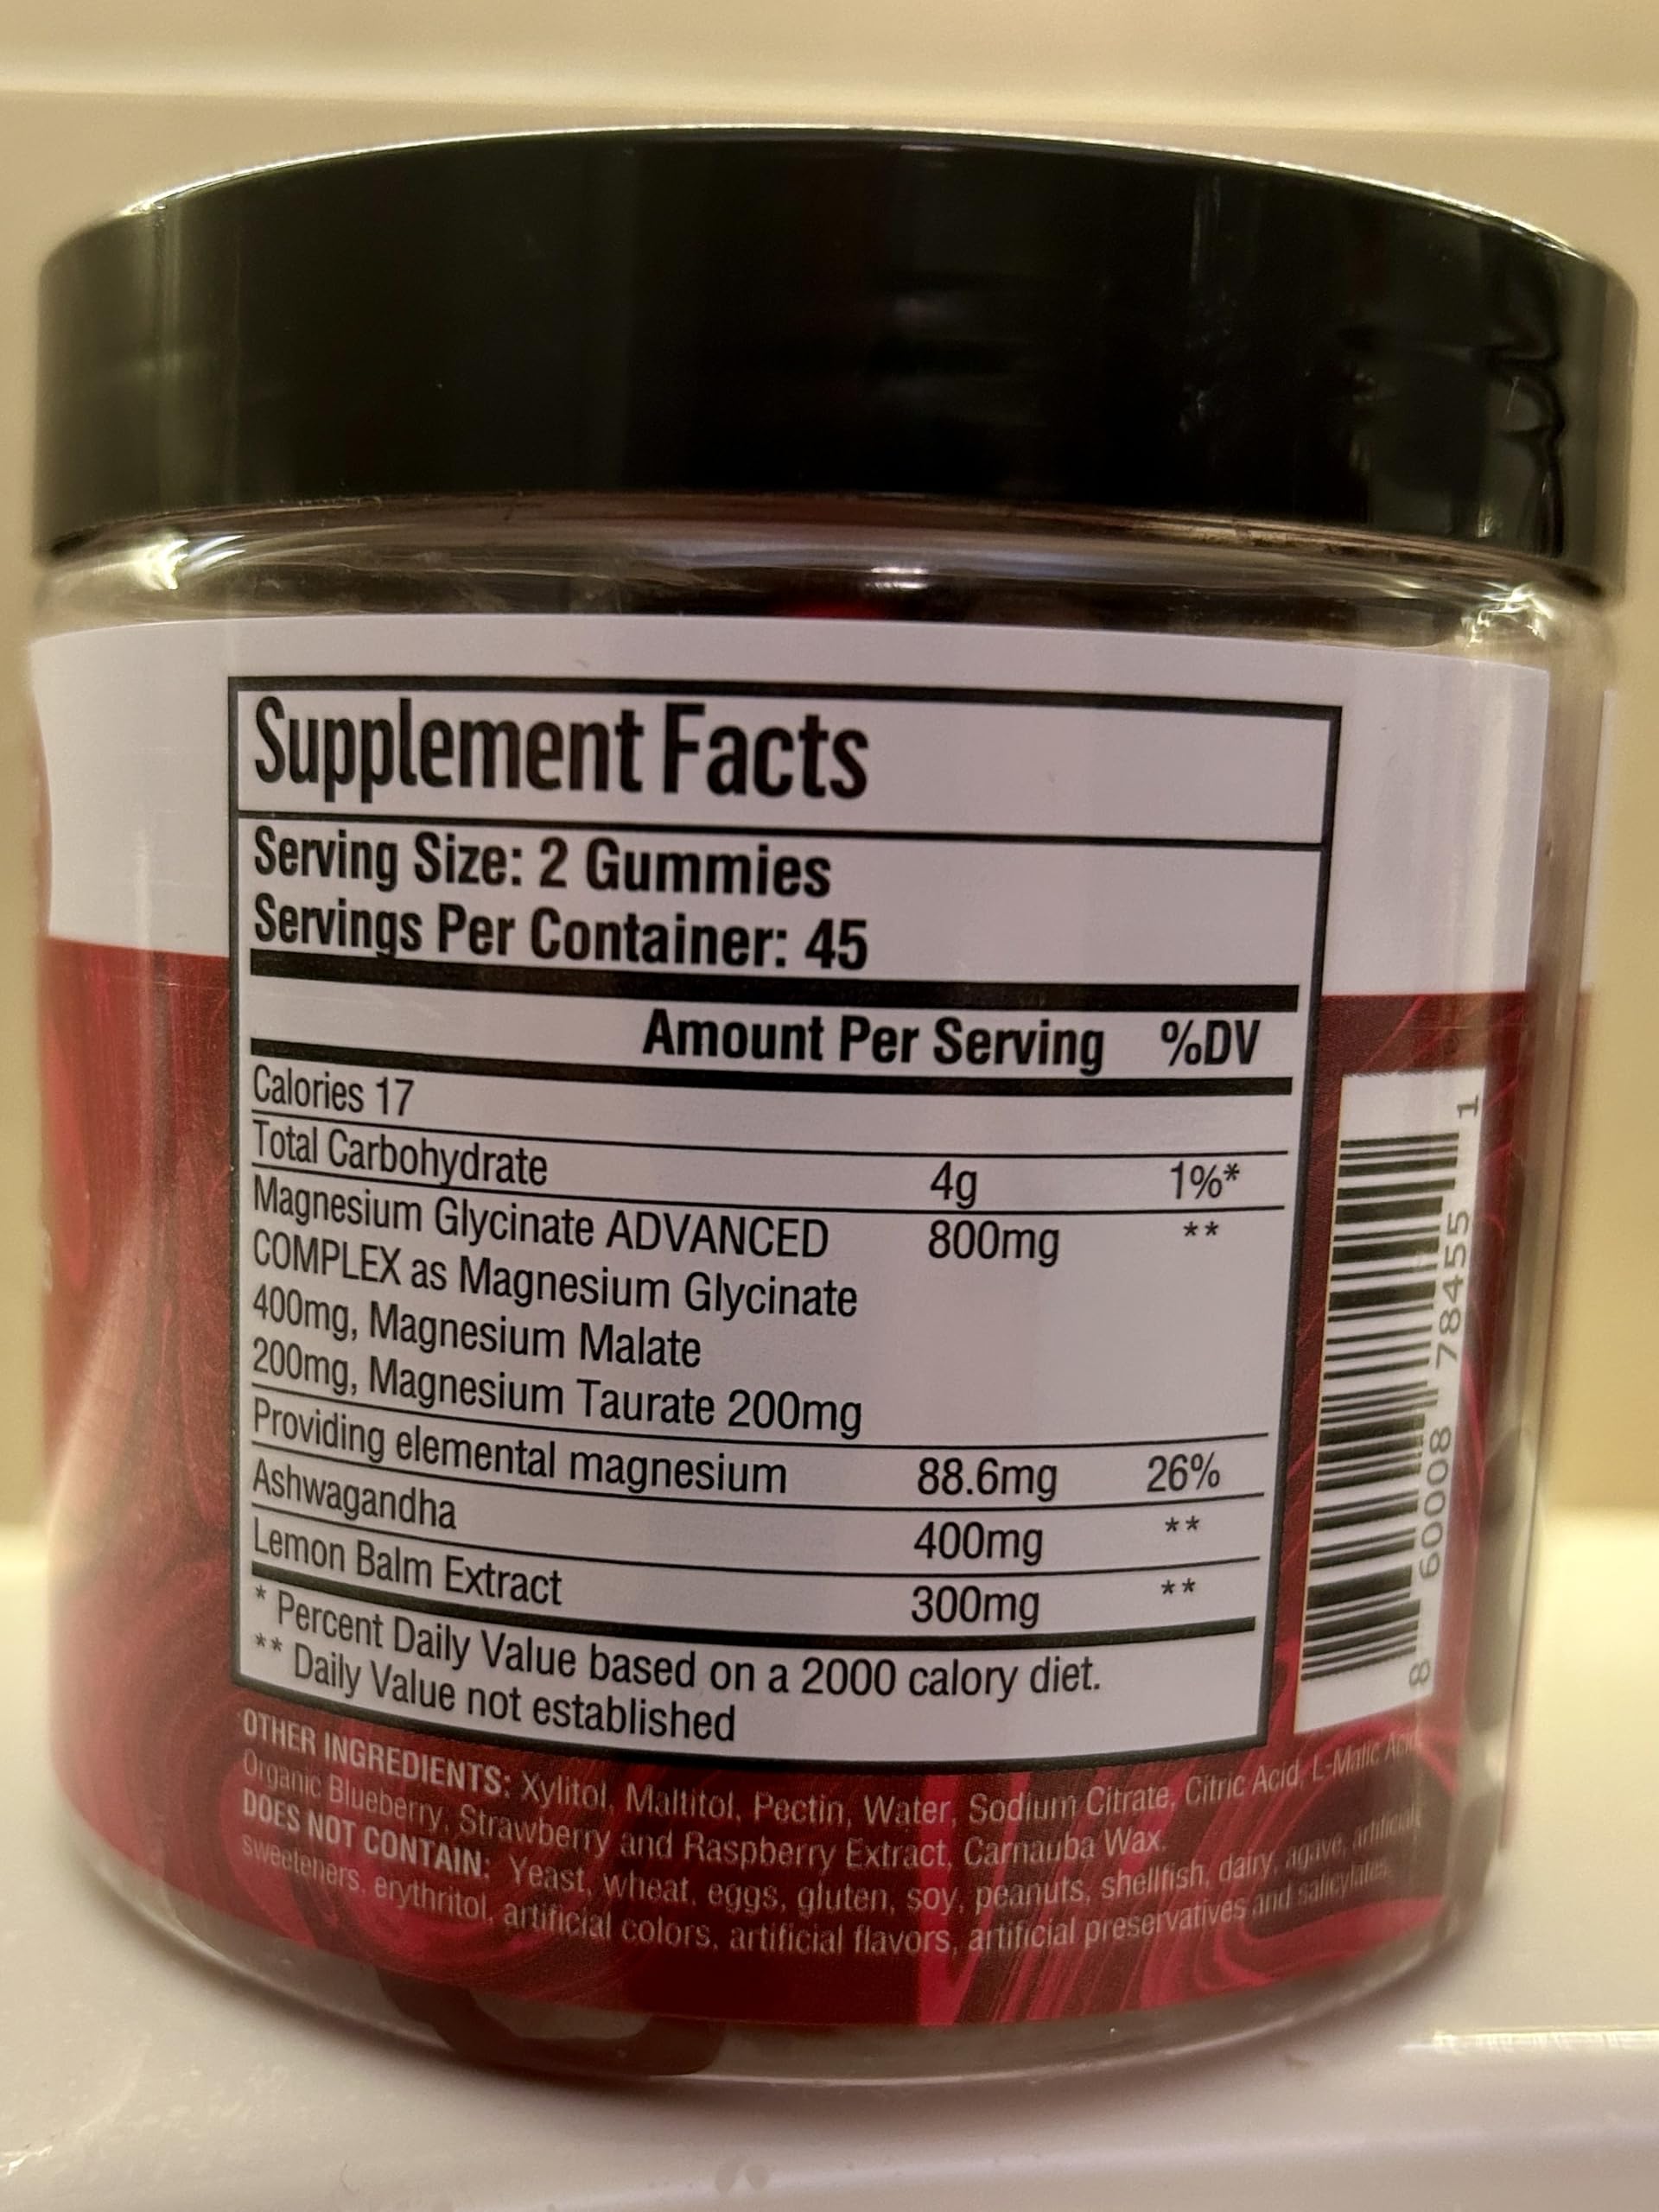 Supplement Facts
Serving Size: 2 Gummies
Servings Per Container: 45
Amount Per Serving %DV
Calories 17
Total Carbohydrate 4g 1%*
Magnesium Glycinate ADVANCED 800mg **
COMPLEX as Magnesium Glycinate
400mg, Magnesium Malate
200mg, Magnesium Taurate 200mg
Providing elemental magnesium 88.6mg 26%
Ashwagandha 400mg **
Lemon Balm Extract 300mg **
* Percent Daily Value based on a 2000 calory diet.
** Daily Value not established
OTHER INGREDIENTS: Xylitol, Maltitol, Pectin, Water, Sodium Citrate, Citric Acid, L-Malic Acid,
Organic Blueberry, Strawberry and Raspberry Extract, Carnauba Wax.
DOES NOT CONTAIN: Yeast, wheat, eggs, gluten, soy, peanuts, shellfish, dairy, agave, artificial
sweeteners, erythritol, artificial colors, artificial flavors, artificial preservatives and salicylates.
8 60008 78455 1